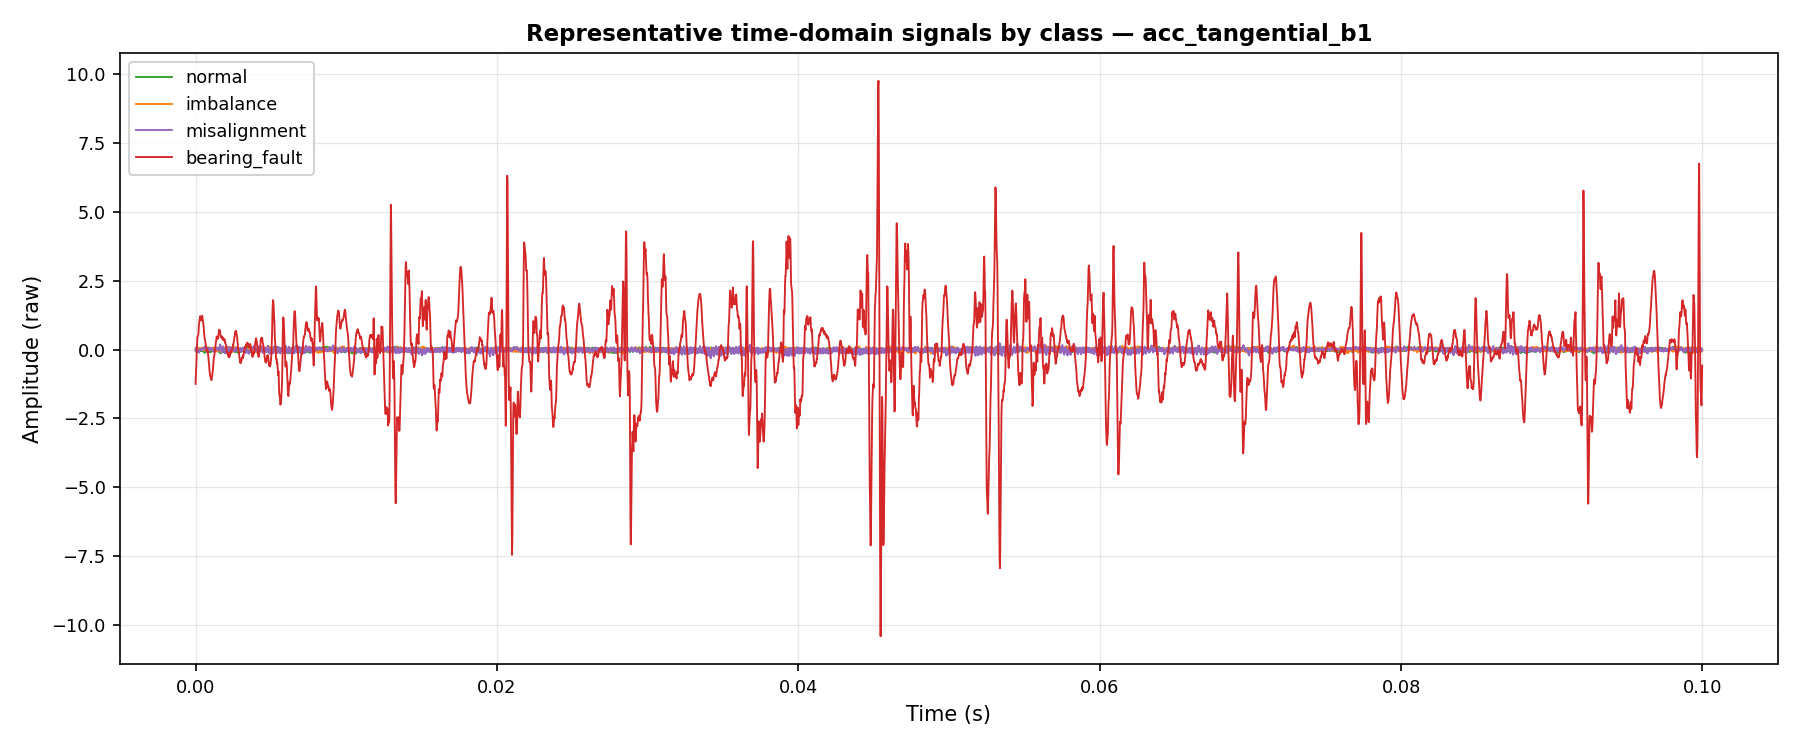 Representative time-domain signals by class — acc_tangential_b1
normal
imbalance
misalignment
bearing_fault
10.0
7.5
5.0
2.5
0.0
−2.5
−5.0
−7.5
−10.0
Amplitude (raw)
0.00
0.02
0.04
0.06
0.08
0.10
Time (s)